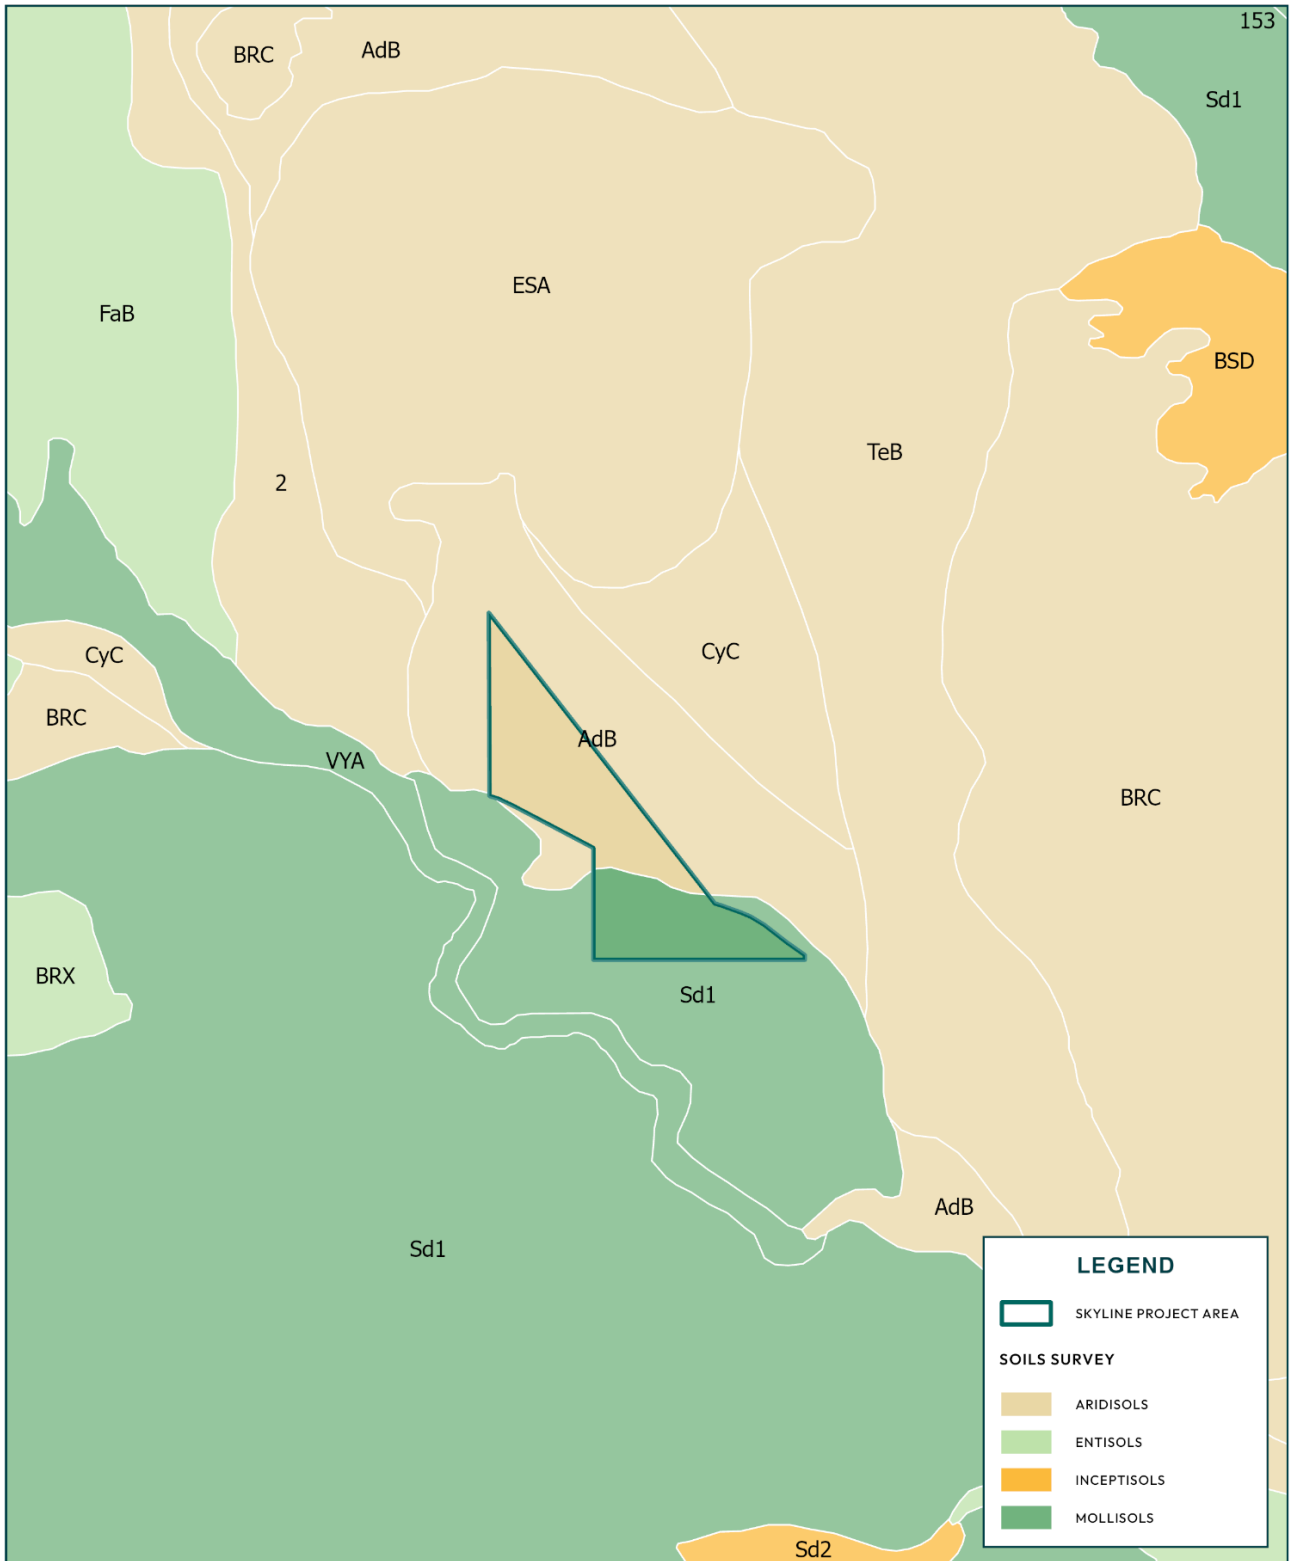 153
BRC
AdB
Sd1
ESA
FaB
BSD
TeB
2
CyC
CyC
BRC
AdB
VYA
BRC
BRX
Sd1
AdB
Sd1
LEGEND
SKYLINE PROJECT AREA
SOILS SURVEY
ARIDISOLS
ENTISOLS
INCEPTISOLS
MOLLISOLS
Sd2